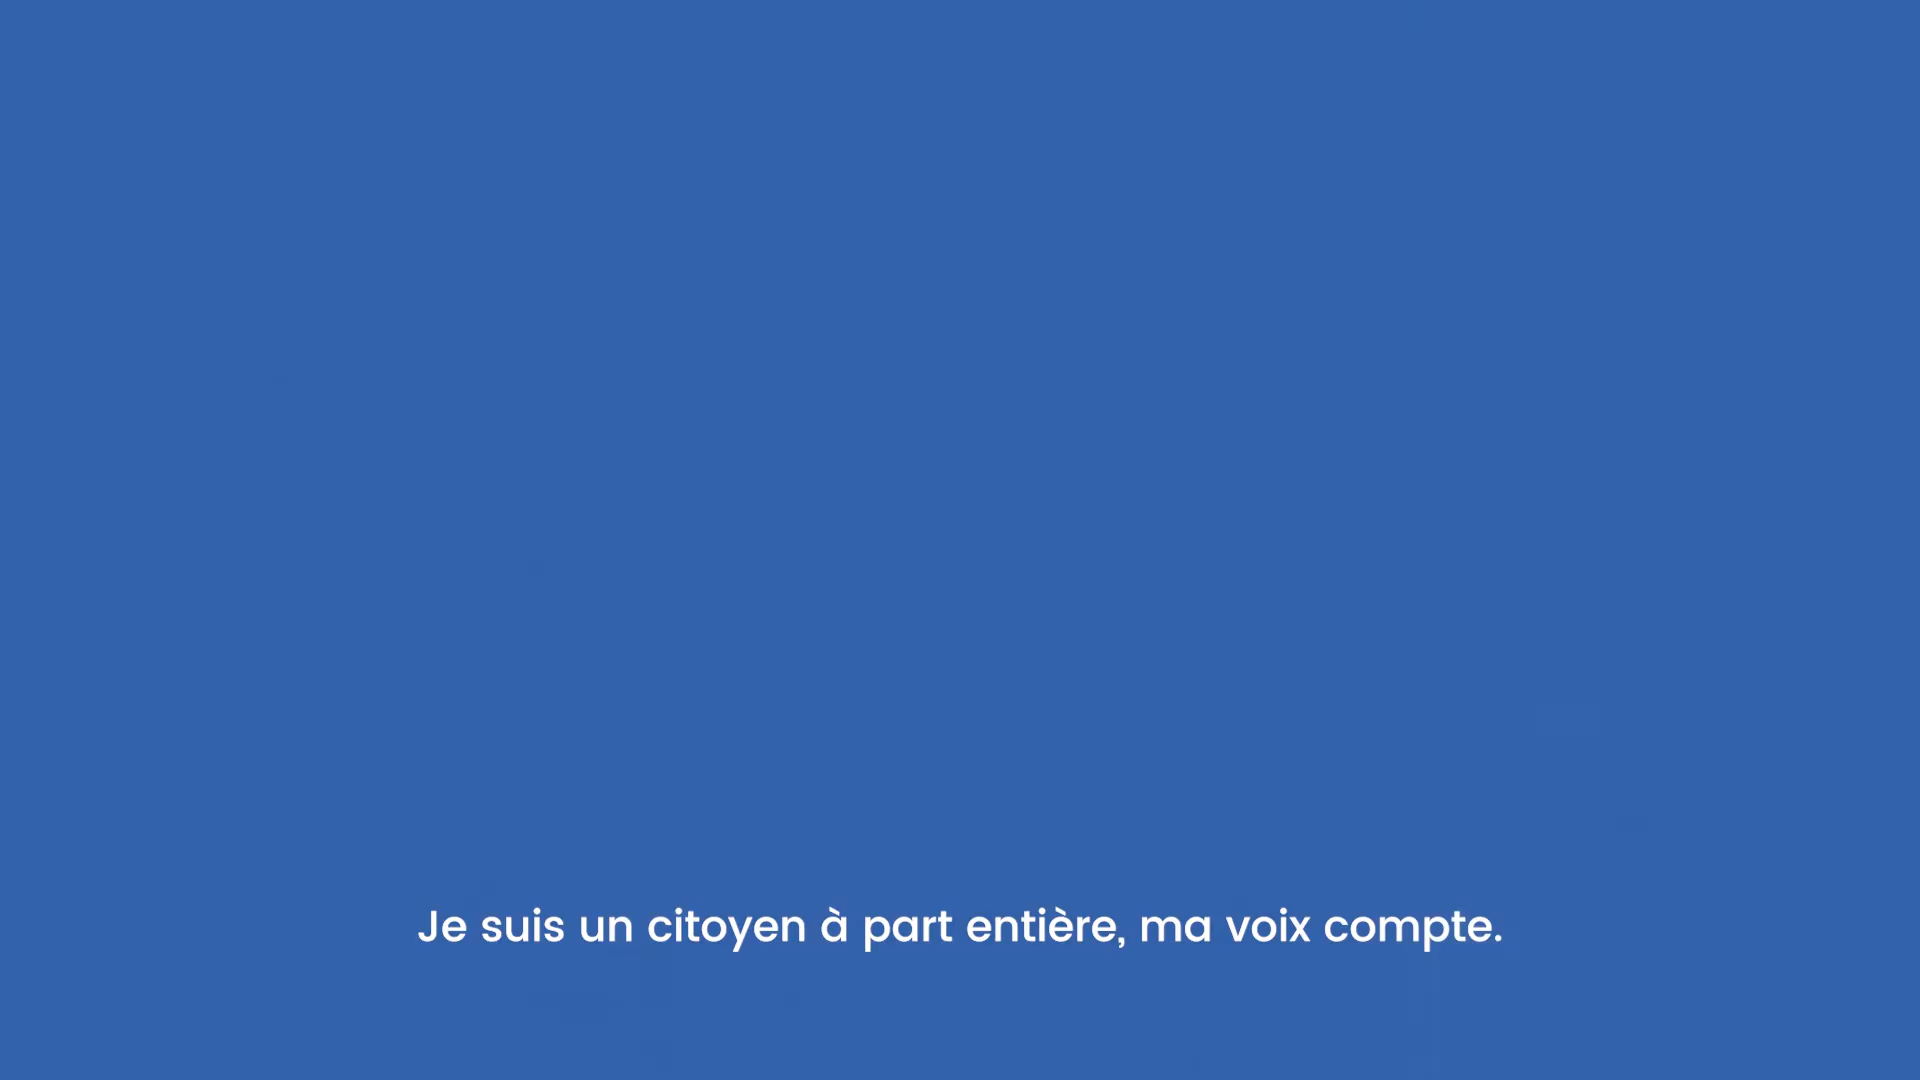 Je suis un citoyen à part entière, ma voix compte.